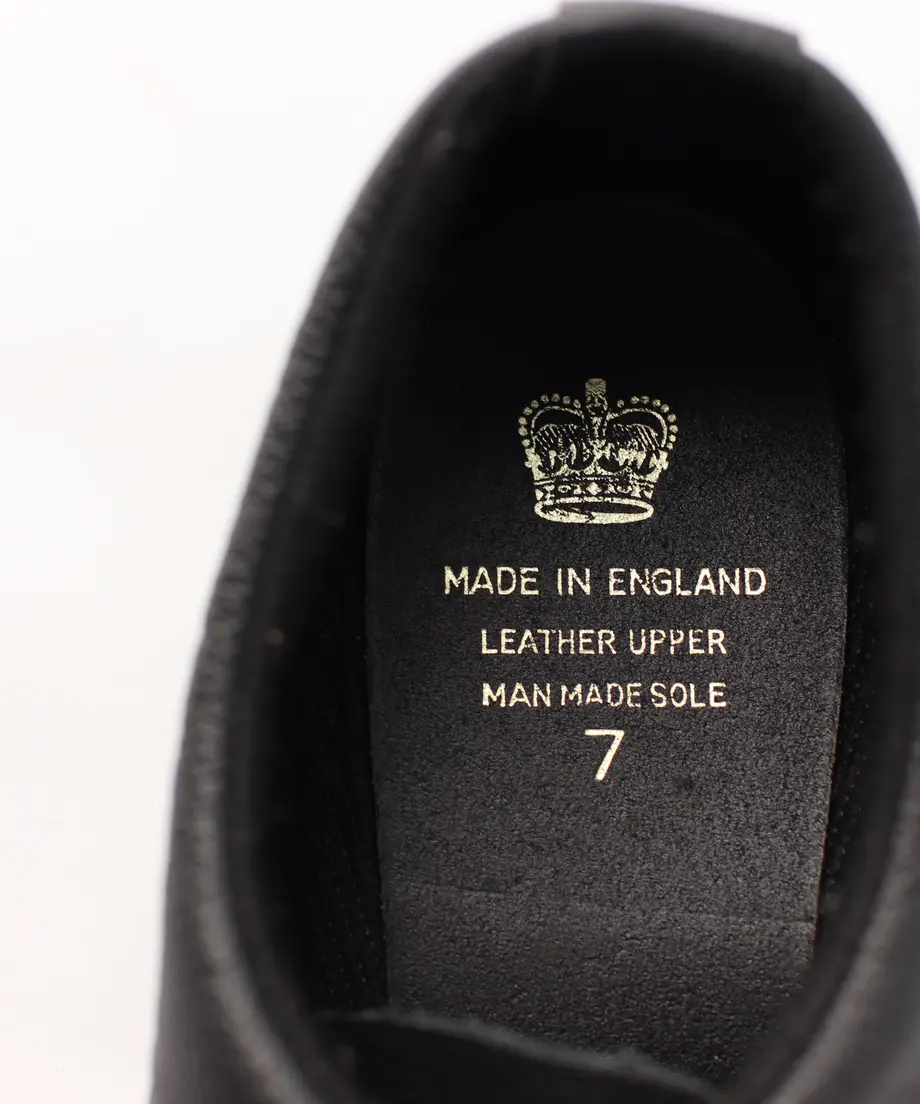 MADE IN ENGLAND
LEATHER UPPER
MAN MADE SOLE
7